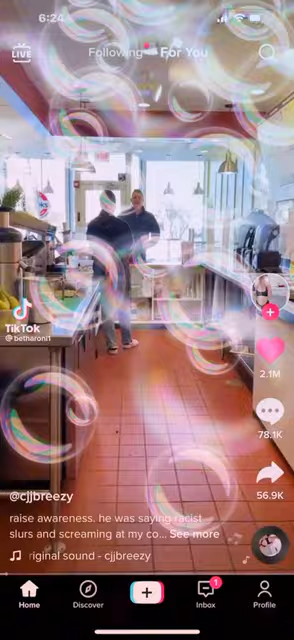 6:24
LIVE
Following For You
TikTok
@ betharoni1
2.1M
78.1K
56.9K
@cjjbreezy
raise awareness. he was saying racist
slurs and screaming at my co... See more
riginal sound - cjjbreezy
1
Home Discover Inbox Profile